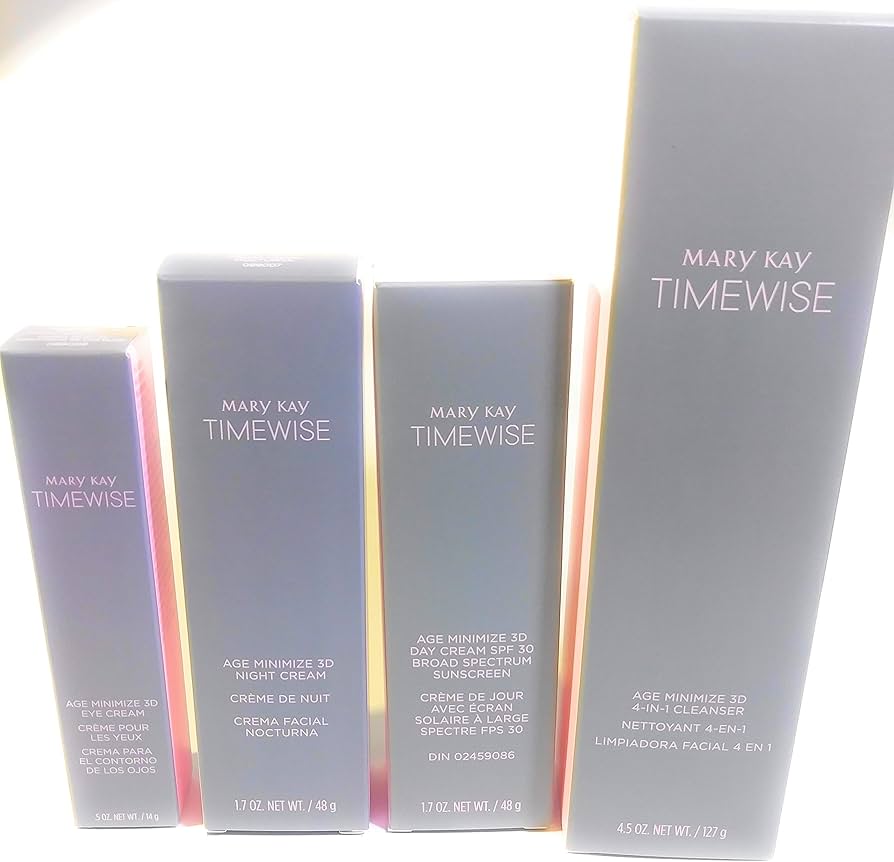 MARY KAY
TIMEWISE
AGE MINIMIZE 3D
EYE CREAM
CRÈME POUR
LES YEUX
CREMA PARA
EL CONTORNO
DE LOS OJOS
.5 OZ. NET WT. / 14 g
MARY KAY
TIMEWISE
AGE MINIMIZE 3D
NIGHT CREAM
CRÈME DE NUIT
CREMA FACIAL
NOCTURNA
1.7 OZ. NET WT. / 48 g
MARY KAY
TIMEWISE
AGE MINIMIZE 3D
DAY CREAM SPF 30
BROAD SPECTRUM
SUNSCREEN
CRÈME DE JOUR
AVEC ÉCRAN
SOLAIRE À LARGE
SPECTRE FPS 30
DIN 02459086
1.7 OZ. NET WT. / 48 g
MARY KAY
TIMEWISE
AGE MINIMIZE 3D
4-IN-1 CLEANSER
NETTOYANT 4-EN-1
LIMPIADORA FACIAL 4 EN 1
4.5 OZ. NET WT. / 127 g